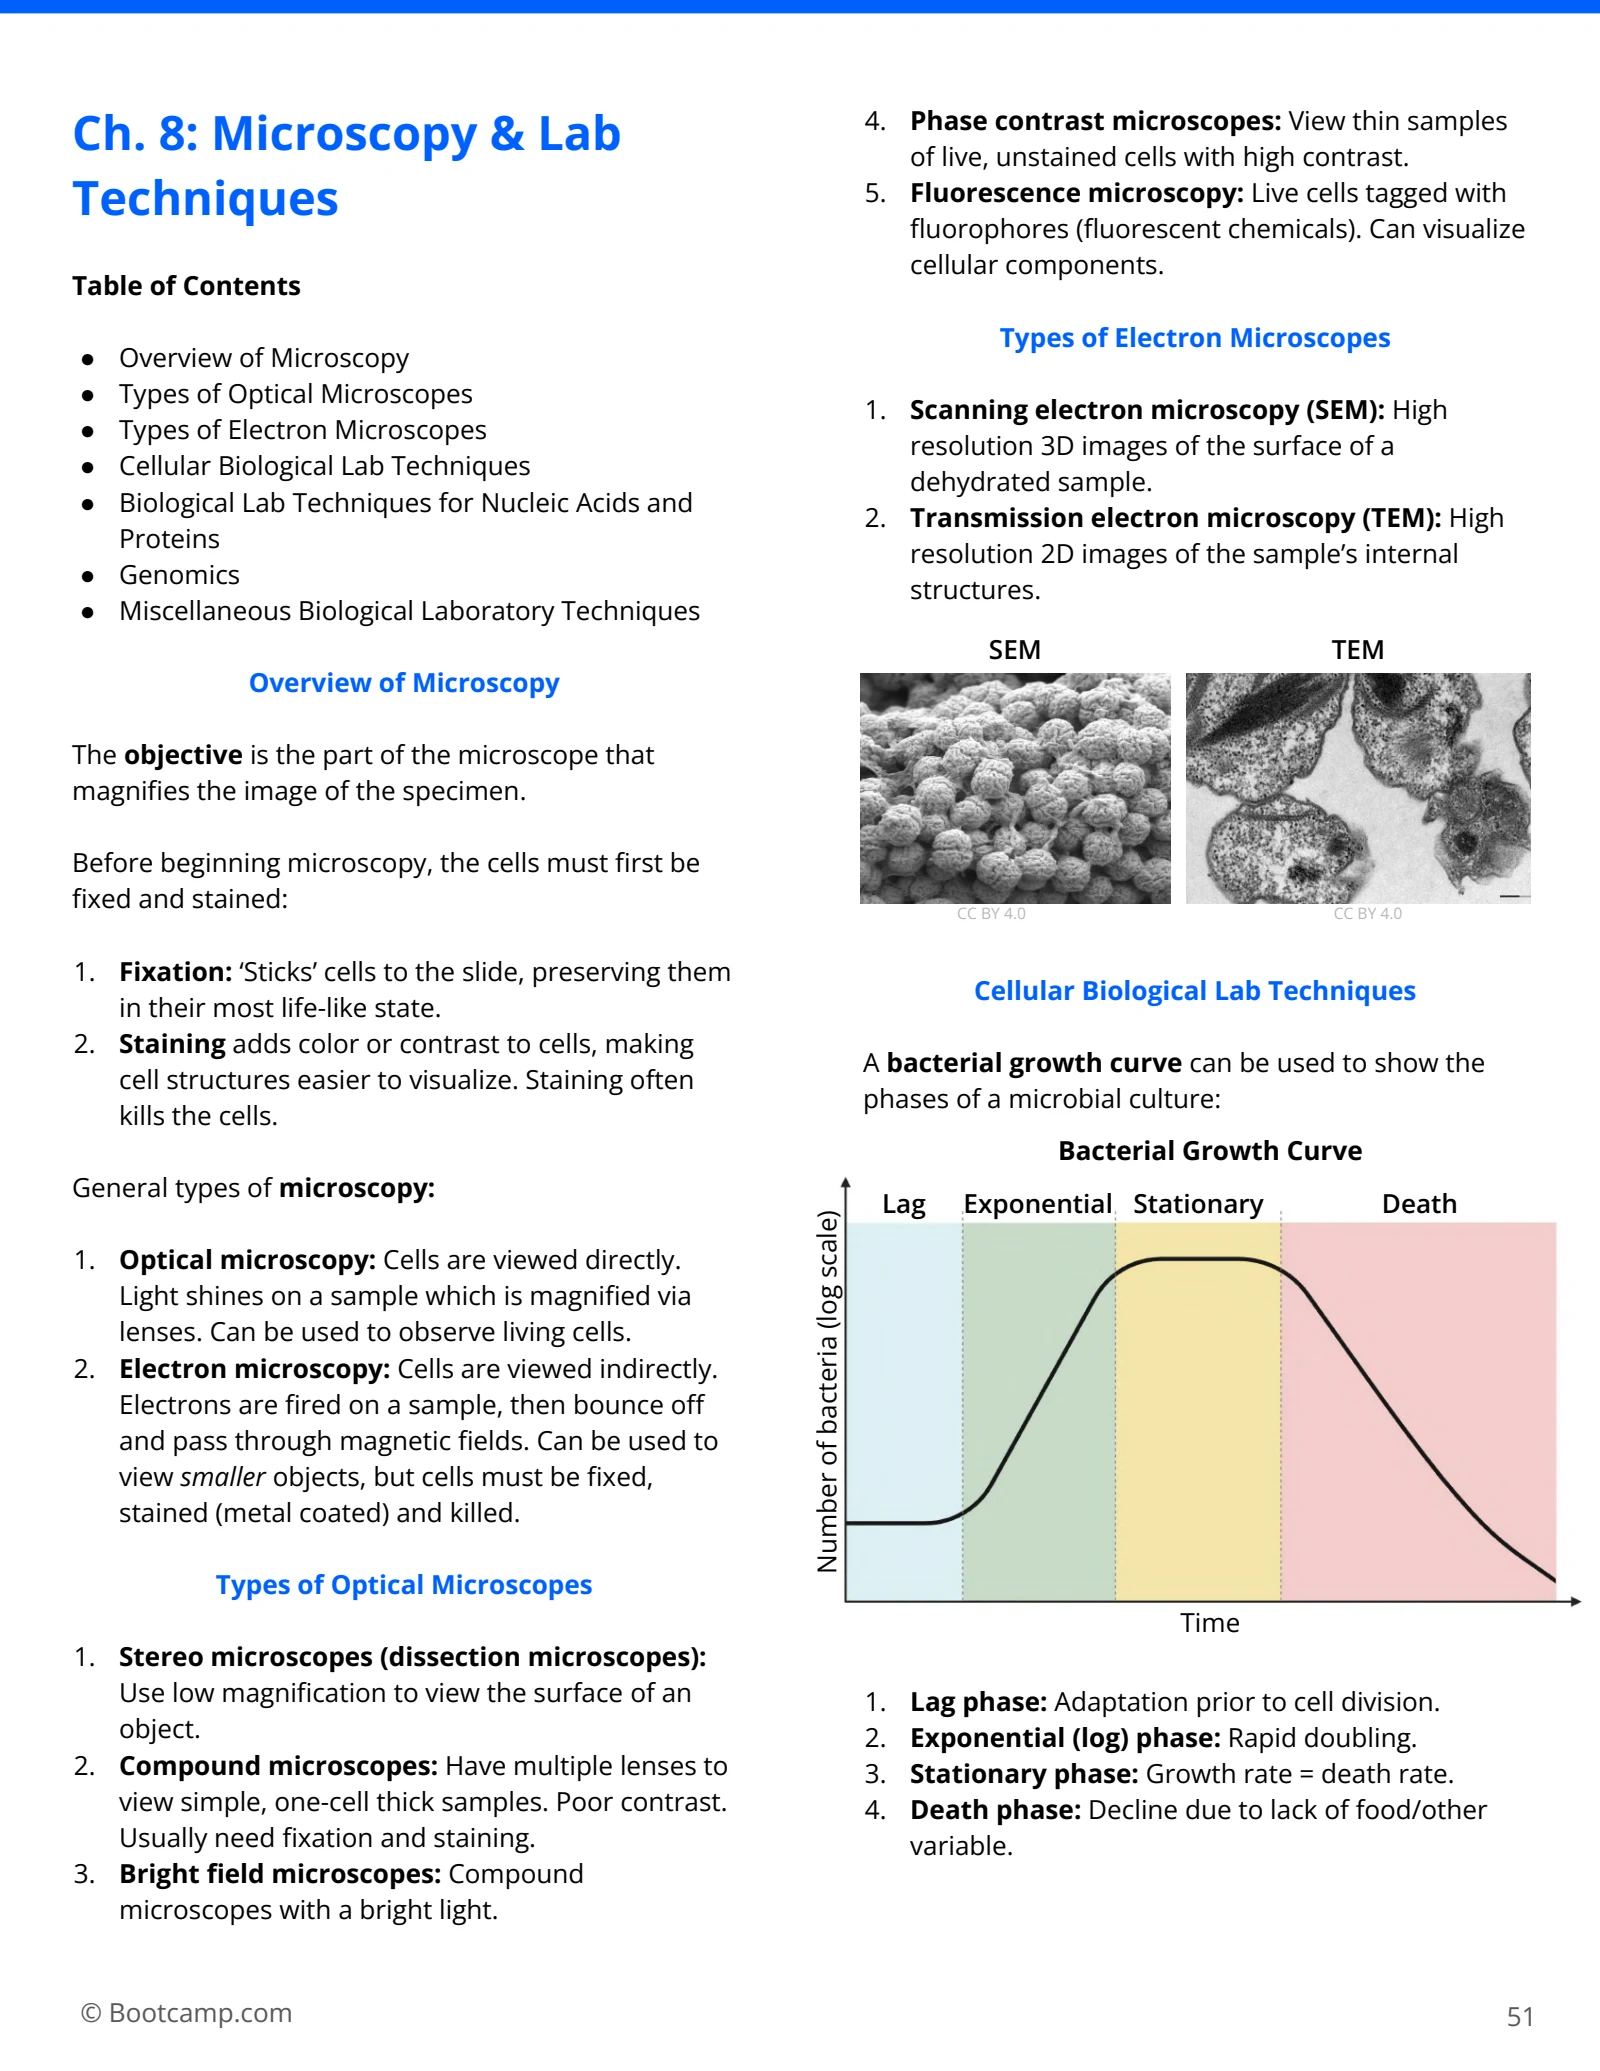 Ch. 8: Microscopy & Lab
Techniques
Table of Contents
● Overview of Microscopy
● Types of Optical Microscopes
● Types of Electron Microscopes
● Cellular Biological Lab Techniques
● Biological Lab Techniques for Nucleic Acids and
Proteins
● Genomics
● Miscellaneous Biological Laboratory Techniques
Overview of Microscopy
The objective is the part of the microscope that
magnifies the image of the specimen.
Before beginning microscopy, the cells must first be
fixed and stained:
1. Fixation: ‘Sticks’ cells to the slide, preserving them
in their most life-like state.
2. Staining adds color or contrast to cells, making
cell structures easier to visualize. Staining often
kills the cells.
General types of microscopy:
1. Optical microscopy: Cells are viewed directly.
Light shines on a sample which is magnified via
lenses. Can be used to observe living cells.
2. Electron microscopy: Cells are viewed indirectly.
Electrons are fired on a sample, then bounce off
and pass through magnetic fields. Can be used to
view smaller objects, but cells must be fixed,
stained (metal coated) and killed.
Types of Optical Microscopes
1. Stereo microscopes (dissection microscopes):
Use low magnification to view the surface of an
object.
2. Compound microscopes: Have multiple lenses to
view simple, one-cell thick samples. Poor contrast.
Usually need fixation and staining.
3. Bright field microscopes: Compound
microscopes with a bright light.
4. Phase contrast microscopes: View thin samples
of live, unstained cells with high contrast.
5. Fluorescence microscopy: Live cells tagged with
fluorophores (fluorescent chemicals). Can visualize
cellular components.
Types of Electron Microscopes
1. Scanning electron microscopy (SEM): High
resolution 3D images of the surface of a
dehydrated sample.
2. Transmission electron microscopy (TEM): High
resolution 2D images of the sample’s internal
structures.
SEM TEM
CC BY 4.0 CC BY 4.0
Cellular Biological Lab Techniques
A bacterial growth curve can be used to show the
phases of a microbial culture:
Bacterial Growth Curve
Lag Exponential Stationary Death
Number of bacteria (log scale)
Time
1. Lag phase: Adaptation prior to cell division.
2. Exponential (log) phase: Rapid doubling.
3. Stationary phase: Growth rate = death rate.
4. Death phase: Decline due to lack of food/other
variable.
© Bootcamp.com 51